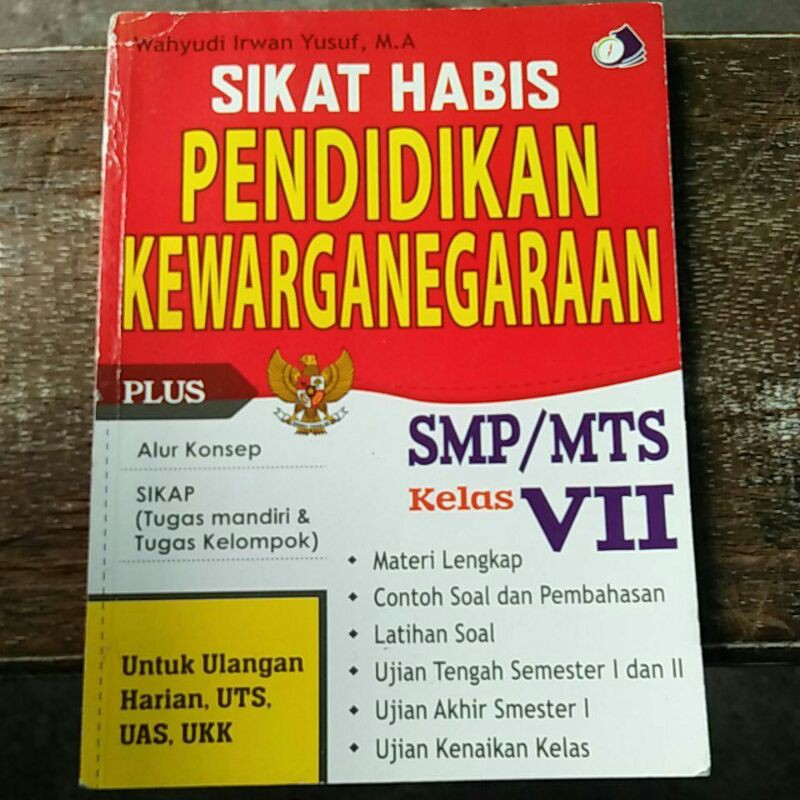 Wahyudi Irwan Yusuf, M.A
SIKAT HABIS
PENDIDIKAN
KEWARGANEGARAAN
PLUS
Alur Konsep
SIKAP
(Tugas mandiri &
Tugas Kelompok)
SMP/MTS
Kelas VII
• Materi Lengkap
• Contoh Soal dan Pembahasan
• Latihan Soal
• Ujian Tengah Semester I dan II
• Ujian Akhir Smester I
• Ujian Kenaikan Kelas
Untuk Ulangan
Harian, UTS,
UAS, UKK